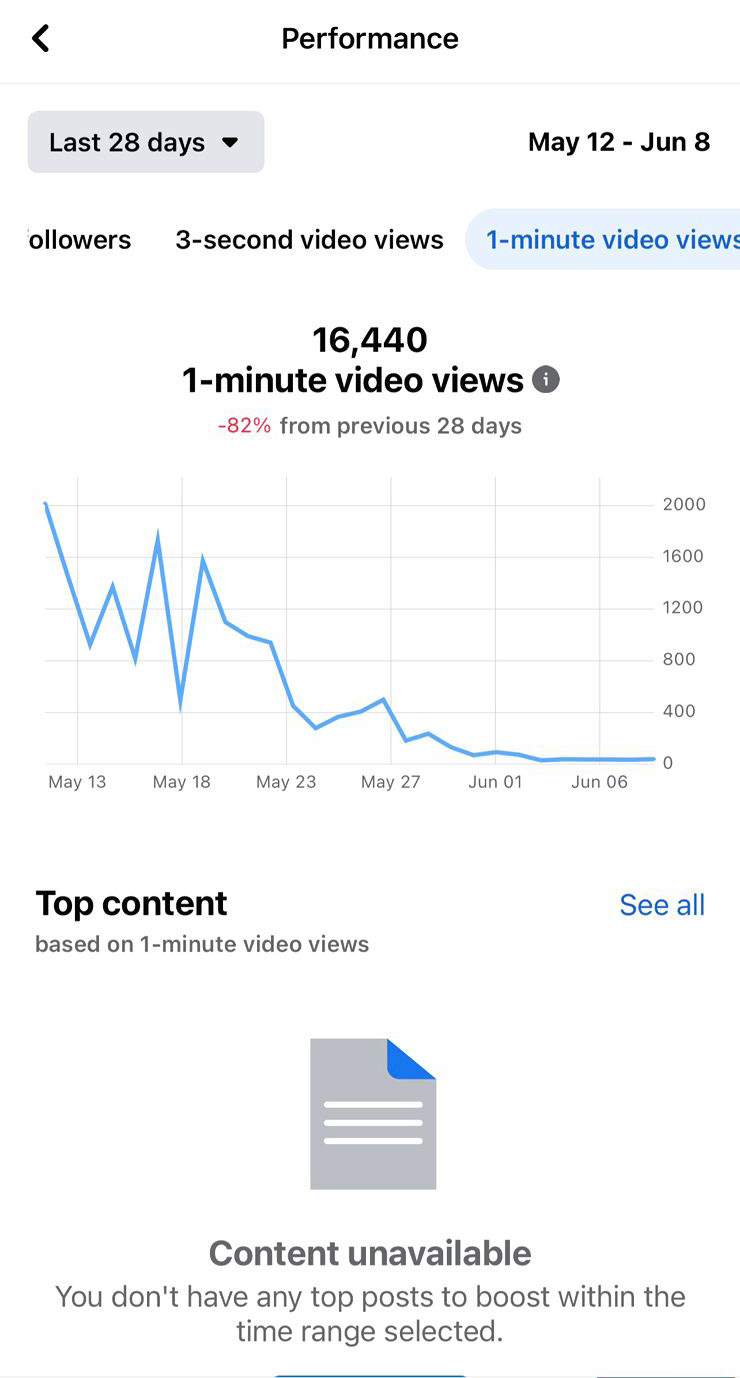 Performance
Last 28 days
May 12 - Jun 8
ollowers 3-second video views 1-minute video views
16,440
1-minute video views i
-82% from previous 28 days
2000
1600
1200
800
400
0
May 13 May 18 May 23 May 27 Jun 01 Jun 06
Top content
See all
based on 1-minute video views
Content unavailable
You don't have any top posts to boost within the
time range selected.